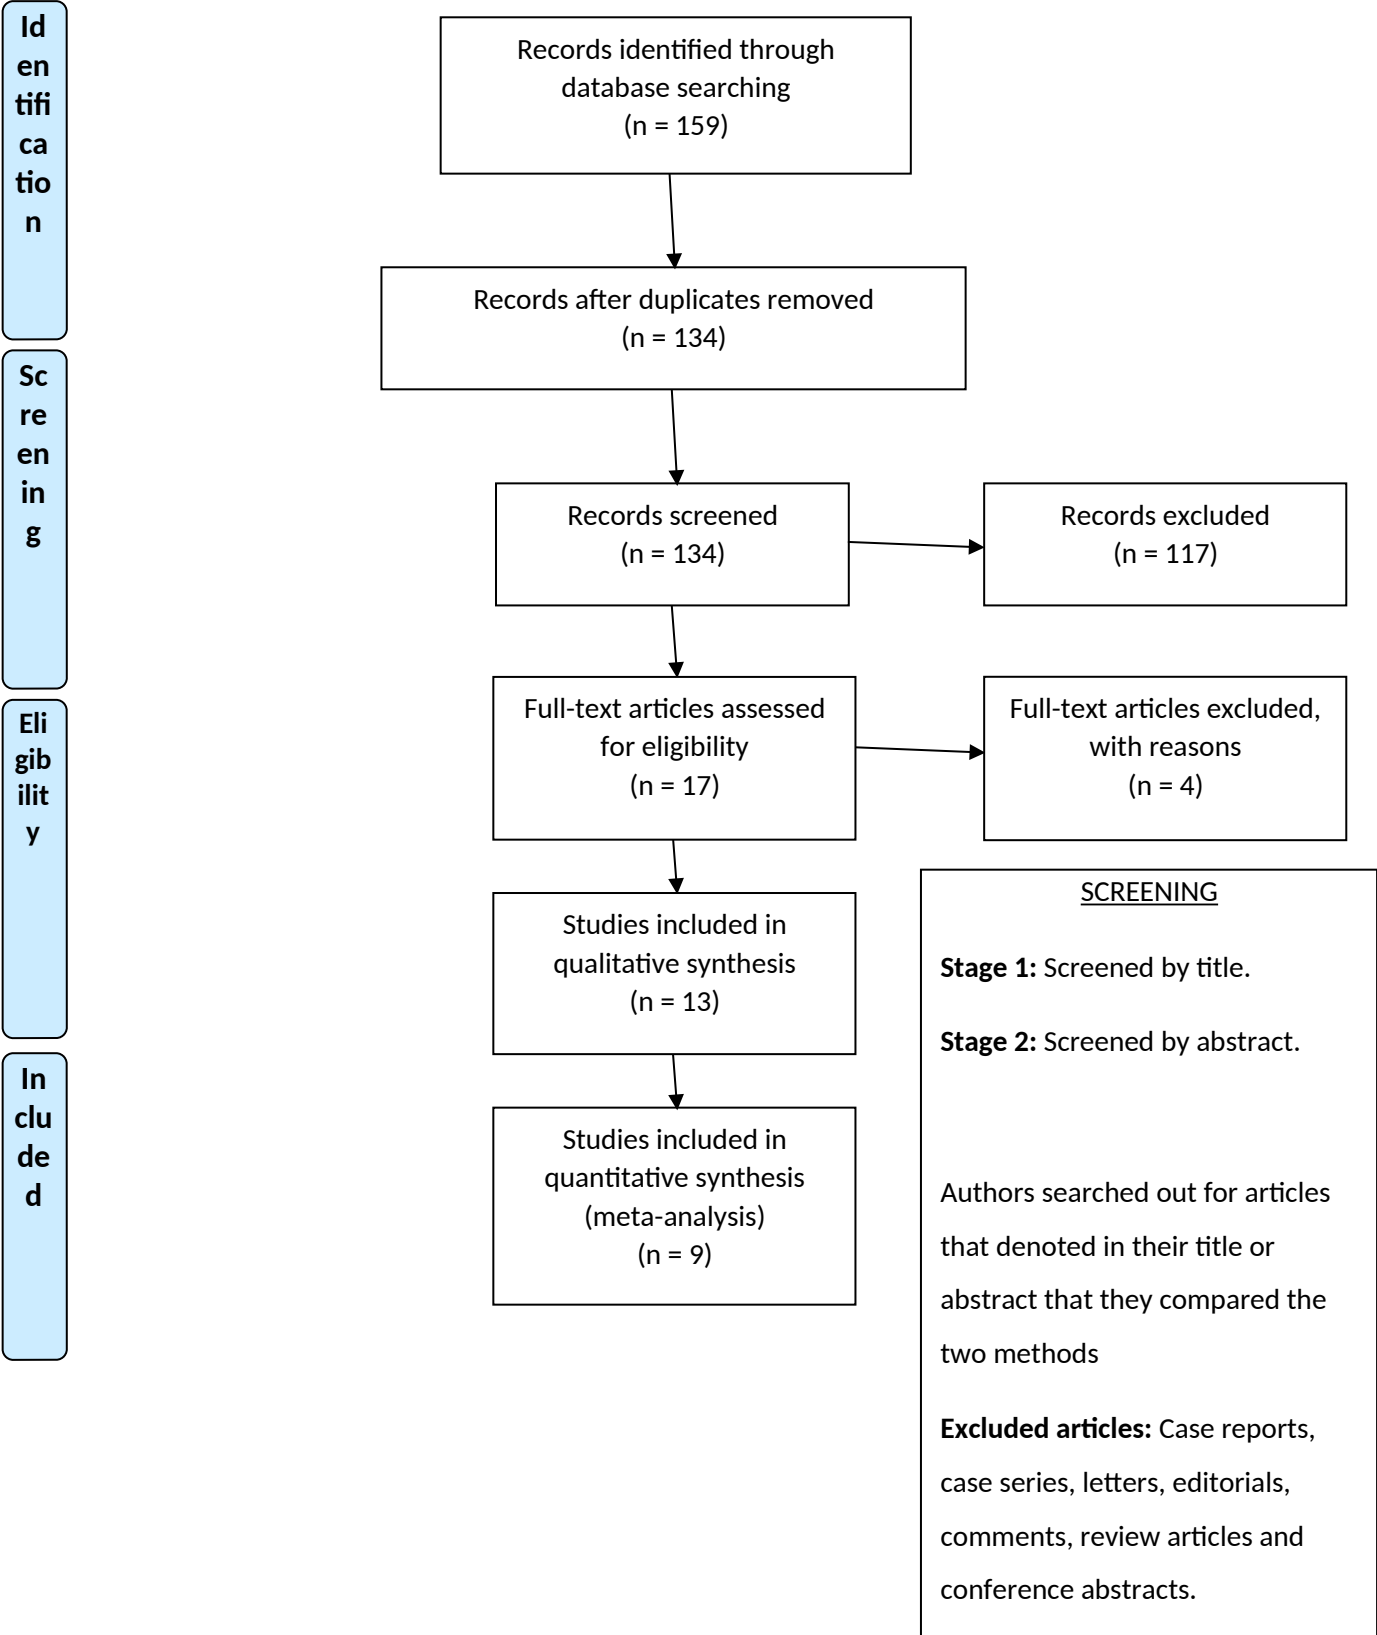 Id
en
tifi
ca
tio
n
Records identified through
database searching
(n = 159)
Records after duplicates removed
(n = 134)
Sc
re
en
in
g
Records screened
(n = 134)
Records excluded
(n = 117)
Eli
gib
ilit
y
Full-text articles assessed
for eligibility
(n = 17)
Full-text articles excluded,
with reasons
(n = 4)
Studies included in
qualitative synthesis
(n = 13)
In
clu
de
d
Studies included in
quantitative synthesis
(meta-analysis)
(n = 9)
SCREENING
Stage 1: Screened by title.
Stage 2: Screened by abstract.
Authors searched out for articles
that denoted in their title or
abstract that they compared the
two methods
Excluded articles: Case reports,
case series, letters, editorials,
comments, review articles and
conference abstracts.